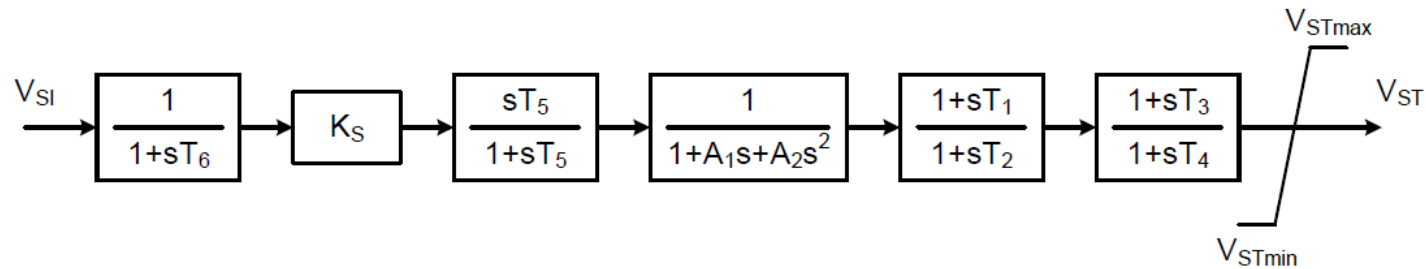 V_SI
1
1+sT_6
K_S
sT_5
1+sT_5
1
1+A_1s+A_2s^2
1+sT_1
1+sT_2
1+sT_3
1+sT_4
V_STmax
V_ST
V_STmin